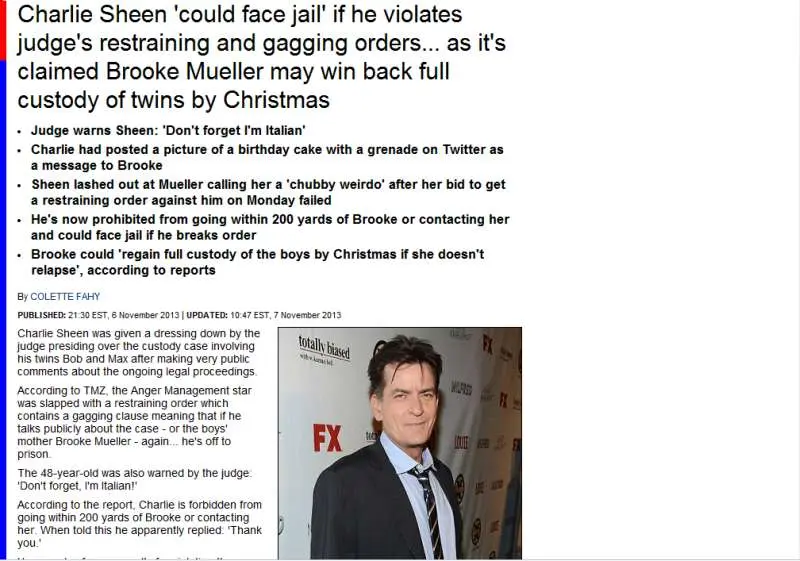 Charlie Sheen 'could face jail' if he violates
judge's restraining and gagging orders... as it's
claimed Brooke Mueller may win back full
custody of twins by Christmas
• Judge warns Sheen: 'Don't forget I'm Italian'
• Charlie had posted a picture of a birthday cake with a grenade on Twitter as
a message to Brooke
• Sheen lashed out at Mueller calling her a 'chubby weirdo' after her bid to get
a restraining order against him on Monday failed
• He's now prohibited from going within 200 yards of Brooke or contacting her
and could face jail if he breaks order
• Brooke could 'regain full custody of the boys by Christmas if she doesn't
relapse', according to reports
By COLETTE FAHY
PUBLISHED: 21:30 EST, 6 November 2013 | UPDATED: 10:47 EST, 7 November 2013
Charlie Sheen was given a dressing down by the
judge presiding over the custody case involving
his twins Bob and Max after making very public
comments about the ongoing legal proceedings.
According to TMZ, the Anger Management star
was slapped with a restraining order which
contains a gagging clause meaning that if he
talks publicly about the case - or the boys'
mother Brooke Mueller - again... he's off to
prison.
The 48-year-old was also warned by the judge:
'Don't forget, I'm Italian!'
According to the report, Charlie is forbidden from
going within 200 yards of Brooke or contacting
her. When told this he apparently replied: 'Thank
you.'
totally biased
FX
WILFRED
FX
FX
LOUIE